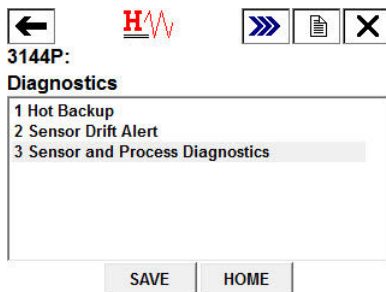 H
3144P:
Diagnostics
1 Hot Backup
2 Sensor Drift Alert
3 Sensor and Process Diagnostics
SAVE HOME